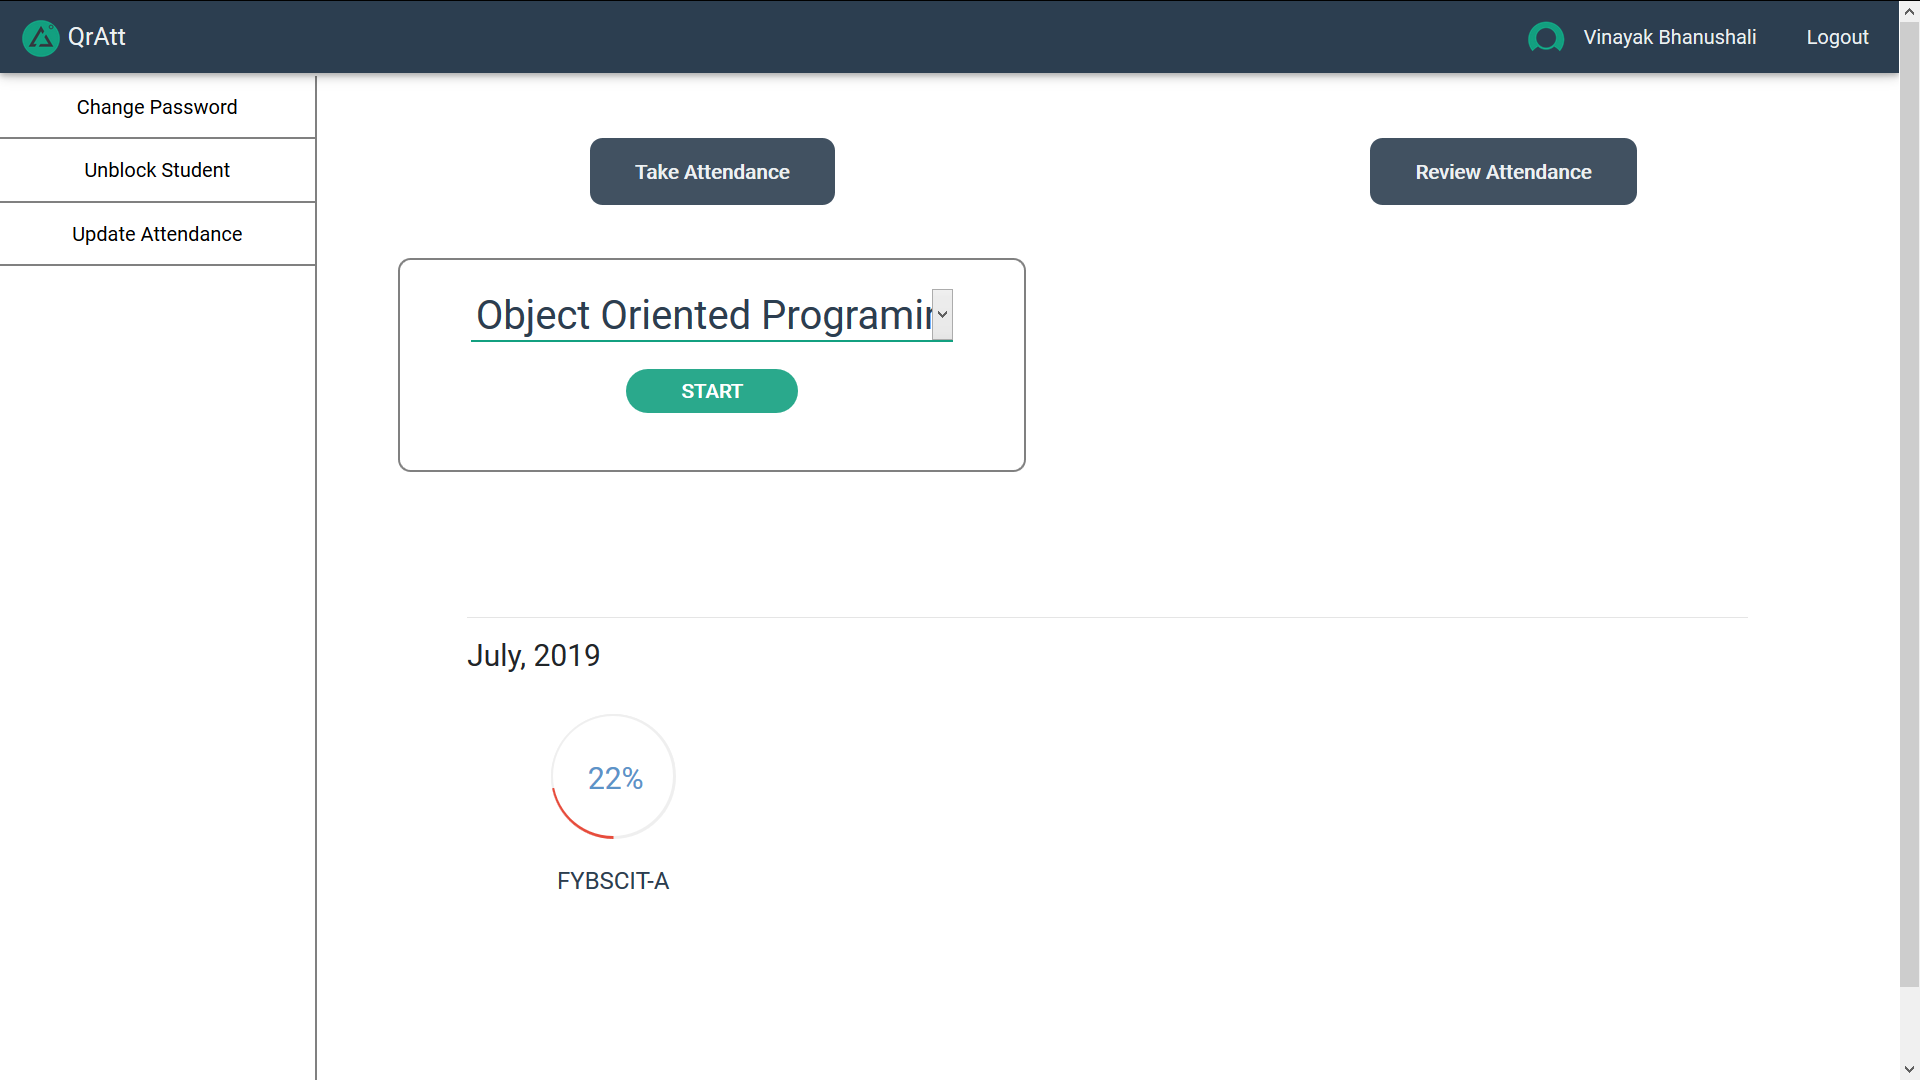 QrAtt
Vinayak Bhanushali
Logout
Change Password
Unblock Student
Update Attendance
Take Attendance
Review Attendance
Object Oriented
START
July, 2019
22%
FYBSCIT-A